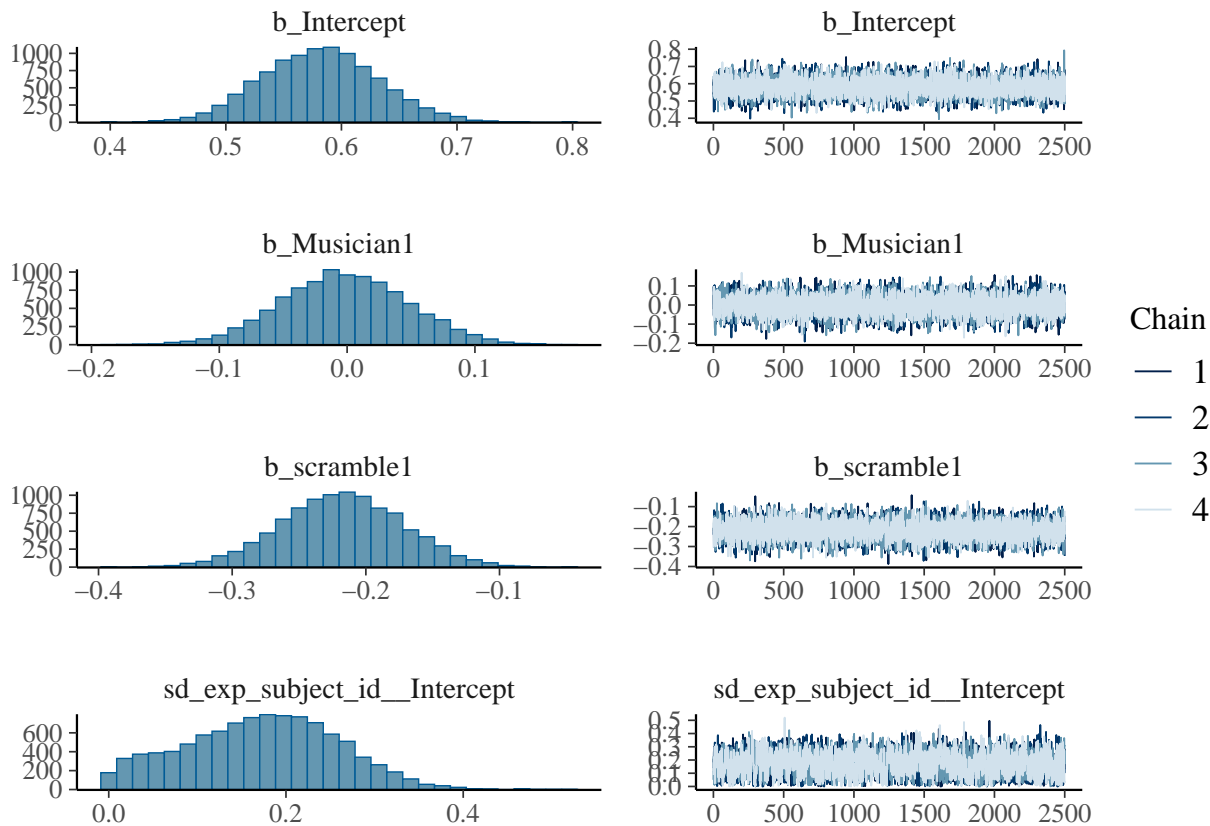 b_Intercept
1000
750
500
250
0
0.4 0.5 0.6 0.7 0.8
b_Intercept
0.8
0.7
0.6
0.5
0.4
0 500 1000 1500 2000 2500
b_Musician1
1000
750
500
250
0
−0.2 −0.1 0.0 0.1
b_Musician1
0.1
0.0
−0.1
−0.2
0 500 1000 1500 2000 2500
Chain
1
2
3
4
b_scramble1
1000
750
500
250
0
−0.4 −0.3 −0.2 −0.1
b_scramble1
−0.1
−0.2
−0.3
−0.4
0 500 1000 1500 2000 2500
sd_exp_subject_id__Intercept
600
400
200
0
0.0 0.2 0.4
sd_exp_subject_id__Intercept
0.5
0.4
0.3
0.2
0.1
0.0
0 500 1000 1500 2000 2500